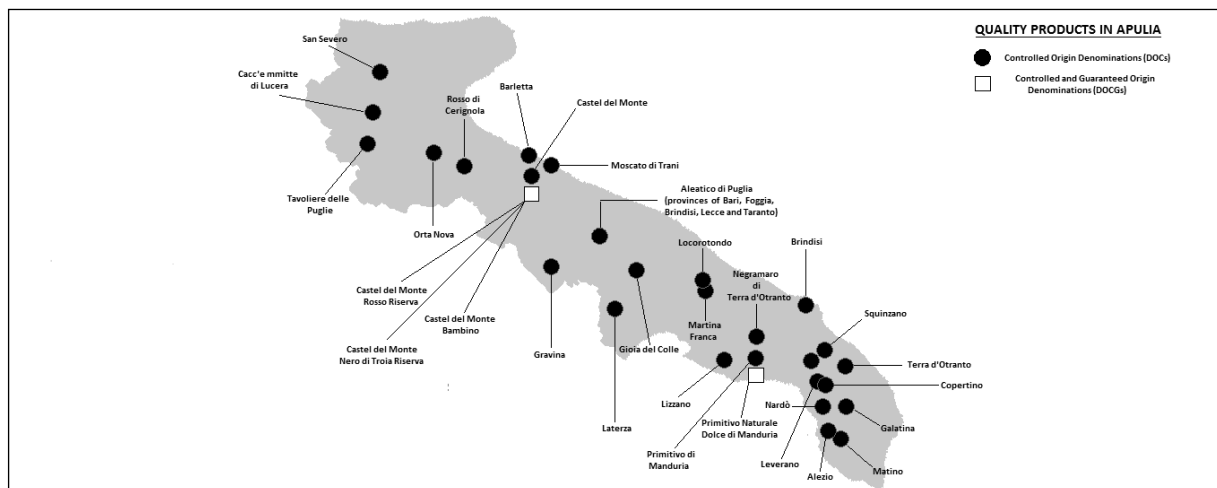 QUALITY PRODUCTS IN APULIA
Controlled Origin Denominations (DOCs)
Controlled and Guaranteed Origin
Denominations (DOCGs)
San Severo
Cacc'e mmitte
di Lucera
Rosso di
Cerignola
Barletta
Castel del Monte
Moscato di Trani
Tavoliere delle
Puglie
Orta Nova
Aleatico di Puglia
(provinces of Bari, Foggia,
Brindisi, Lecce and Taranto)
Locorotondo
Brindisi
Negramaro
di
Terra d'Otranto
Castel del Monte
Rosso Riserva
Castel del Monte
Bambino
Castel del Monte
Nero di Troia Riserva
Gravina
Gioia del Colle
Martina
Franca
Squinzano
Terra d'Otranto
Copertino
Lizzano
Laterza
Nardò
Galatina
Primitivo Naturale
Dolce di Manduria
Primitivo di
Manduria
Leverano
Alezio
Matino